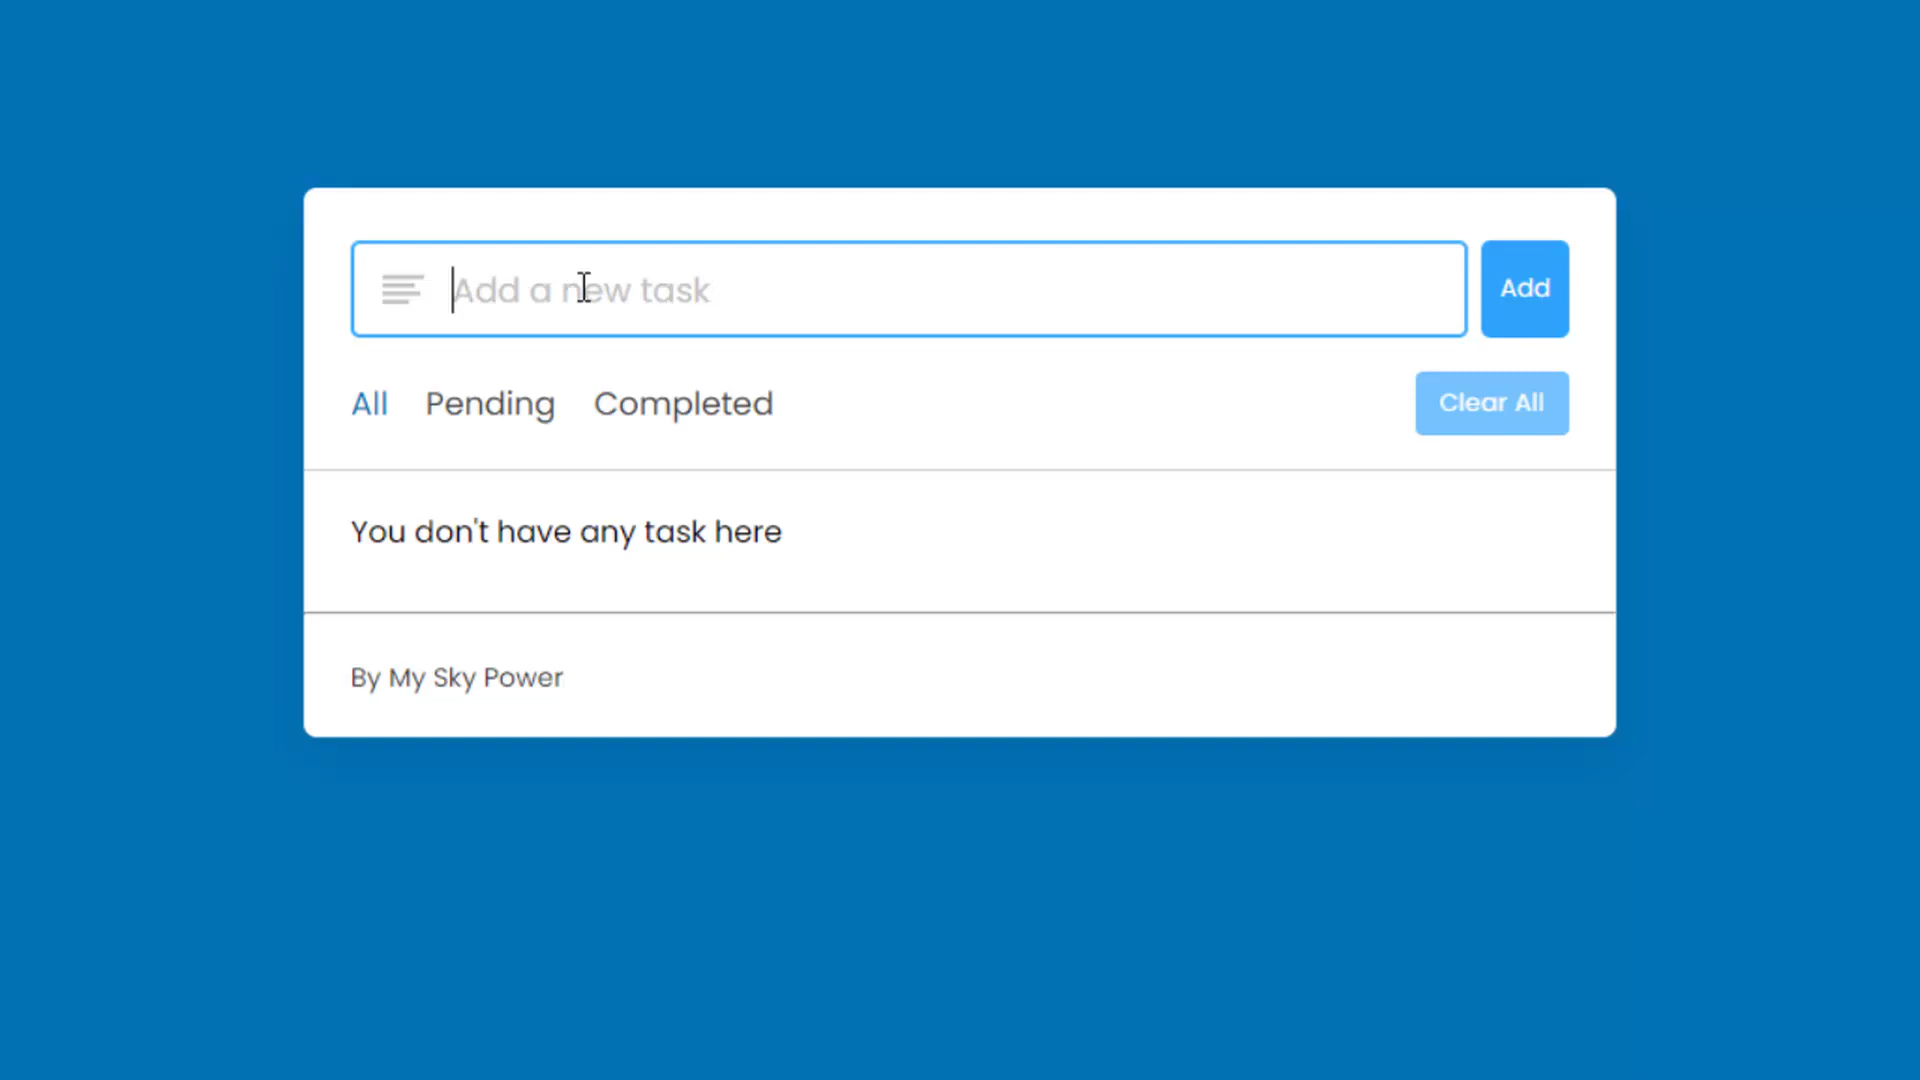 Add a new task
Add
All Pending Completed
Clear All
You don't have any task here
By My Sky Power